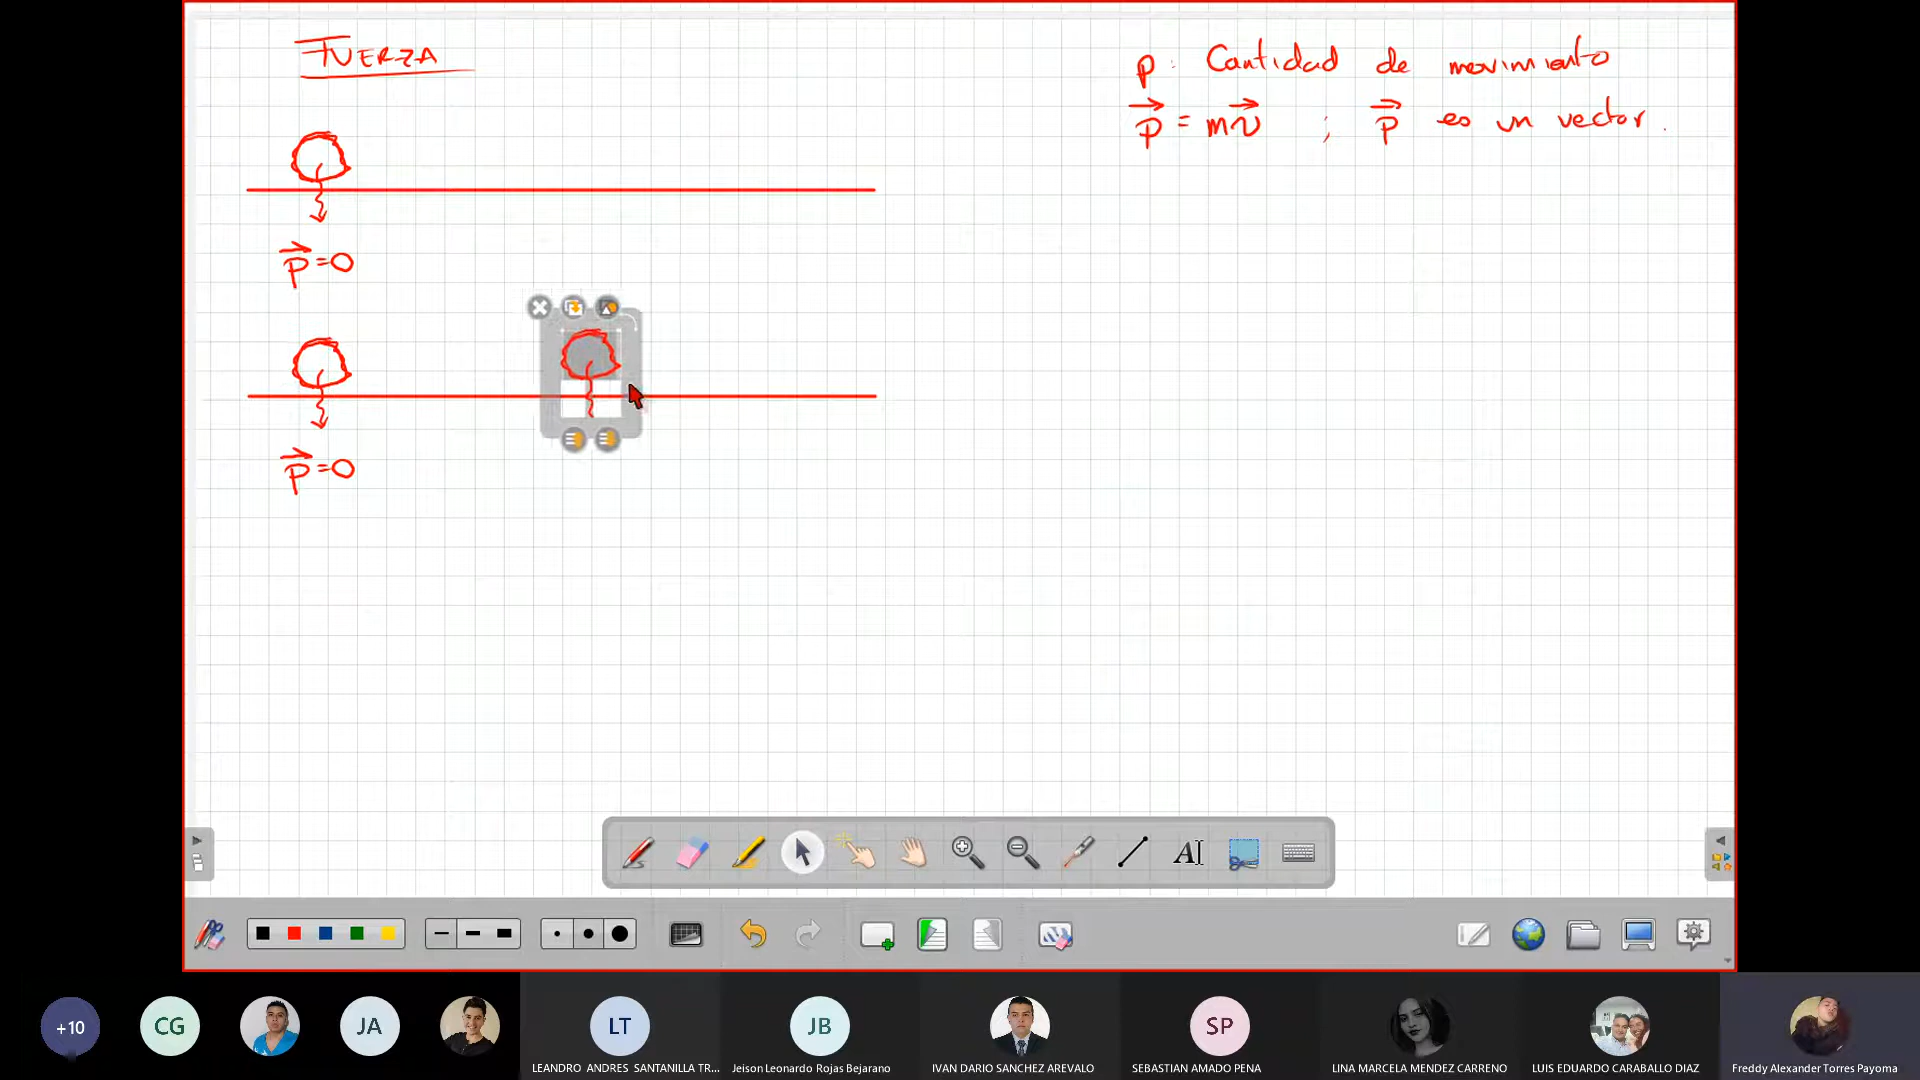 FUERZA
p: Cantidad de movimiento
p = mv ; p es un vector.
p=0
p=0
AI
+10
CG
JA
LT
JB
SP
LEANDRO ANDRES SANTANILLA TR...
Jeison Leonardo Rojas Bejarano
IVAN DARIO SANCHEZ AREVALO
SEBASTIAN AMADO PENA
LINA MARCELA MENDEZ CARRENO
LUIS EDUARDO CARABALLO DIAZ
Freddy Alexander Torres Payoma